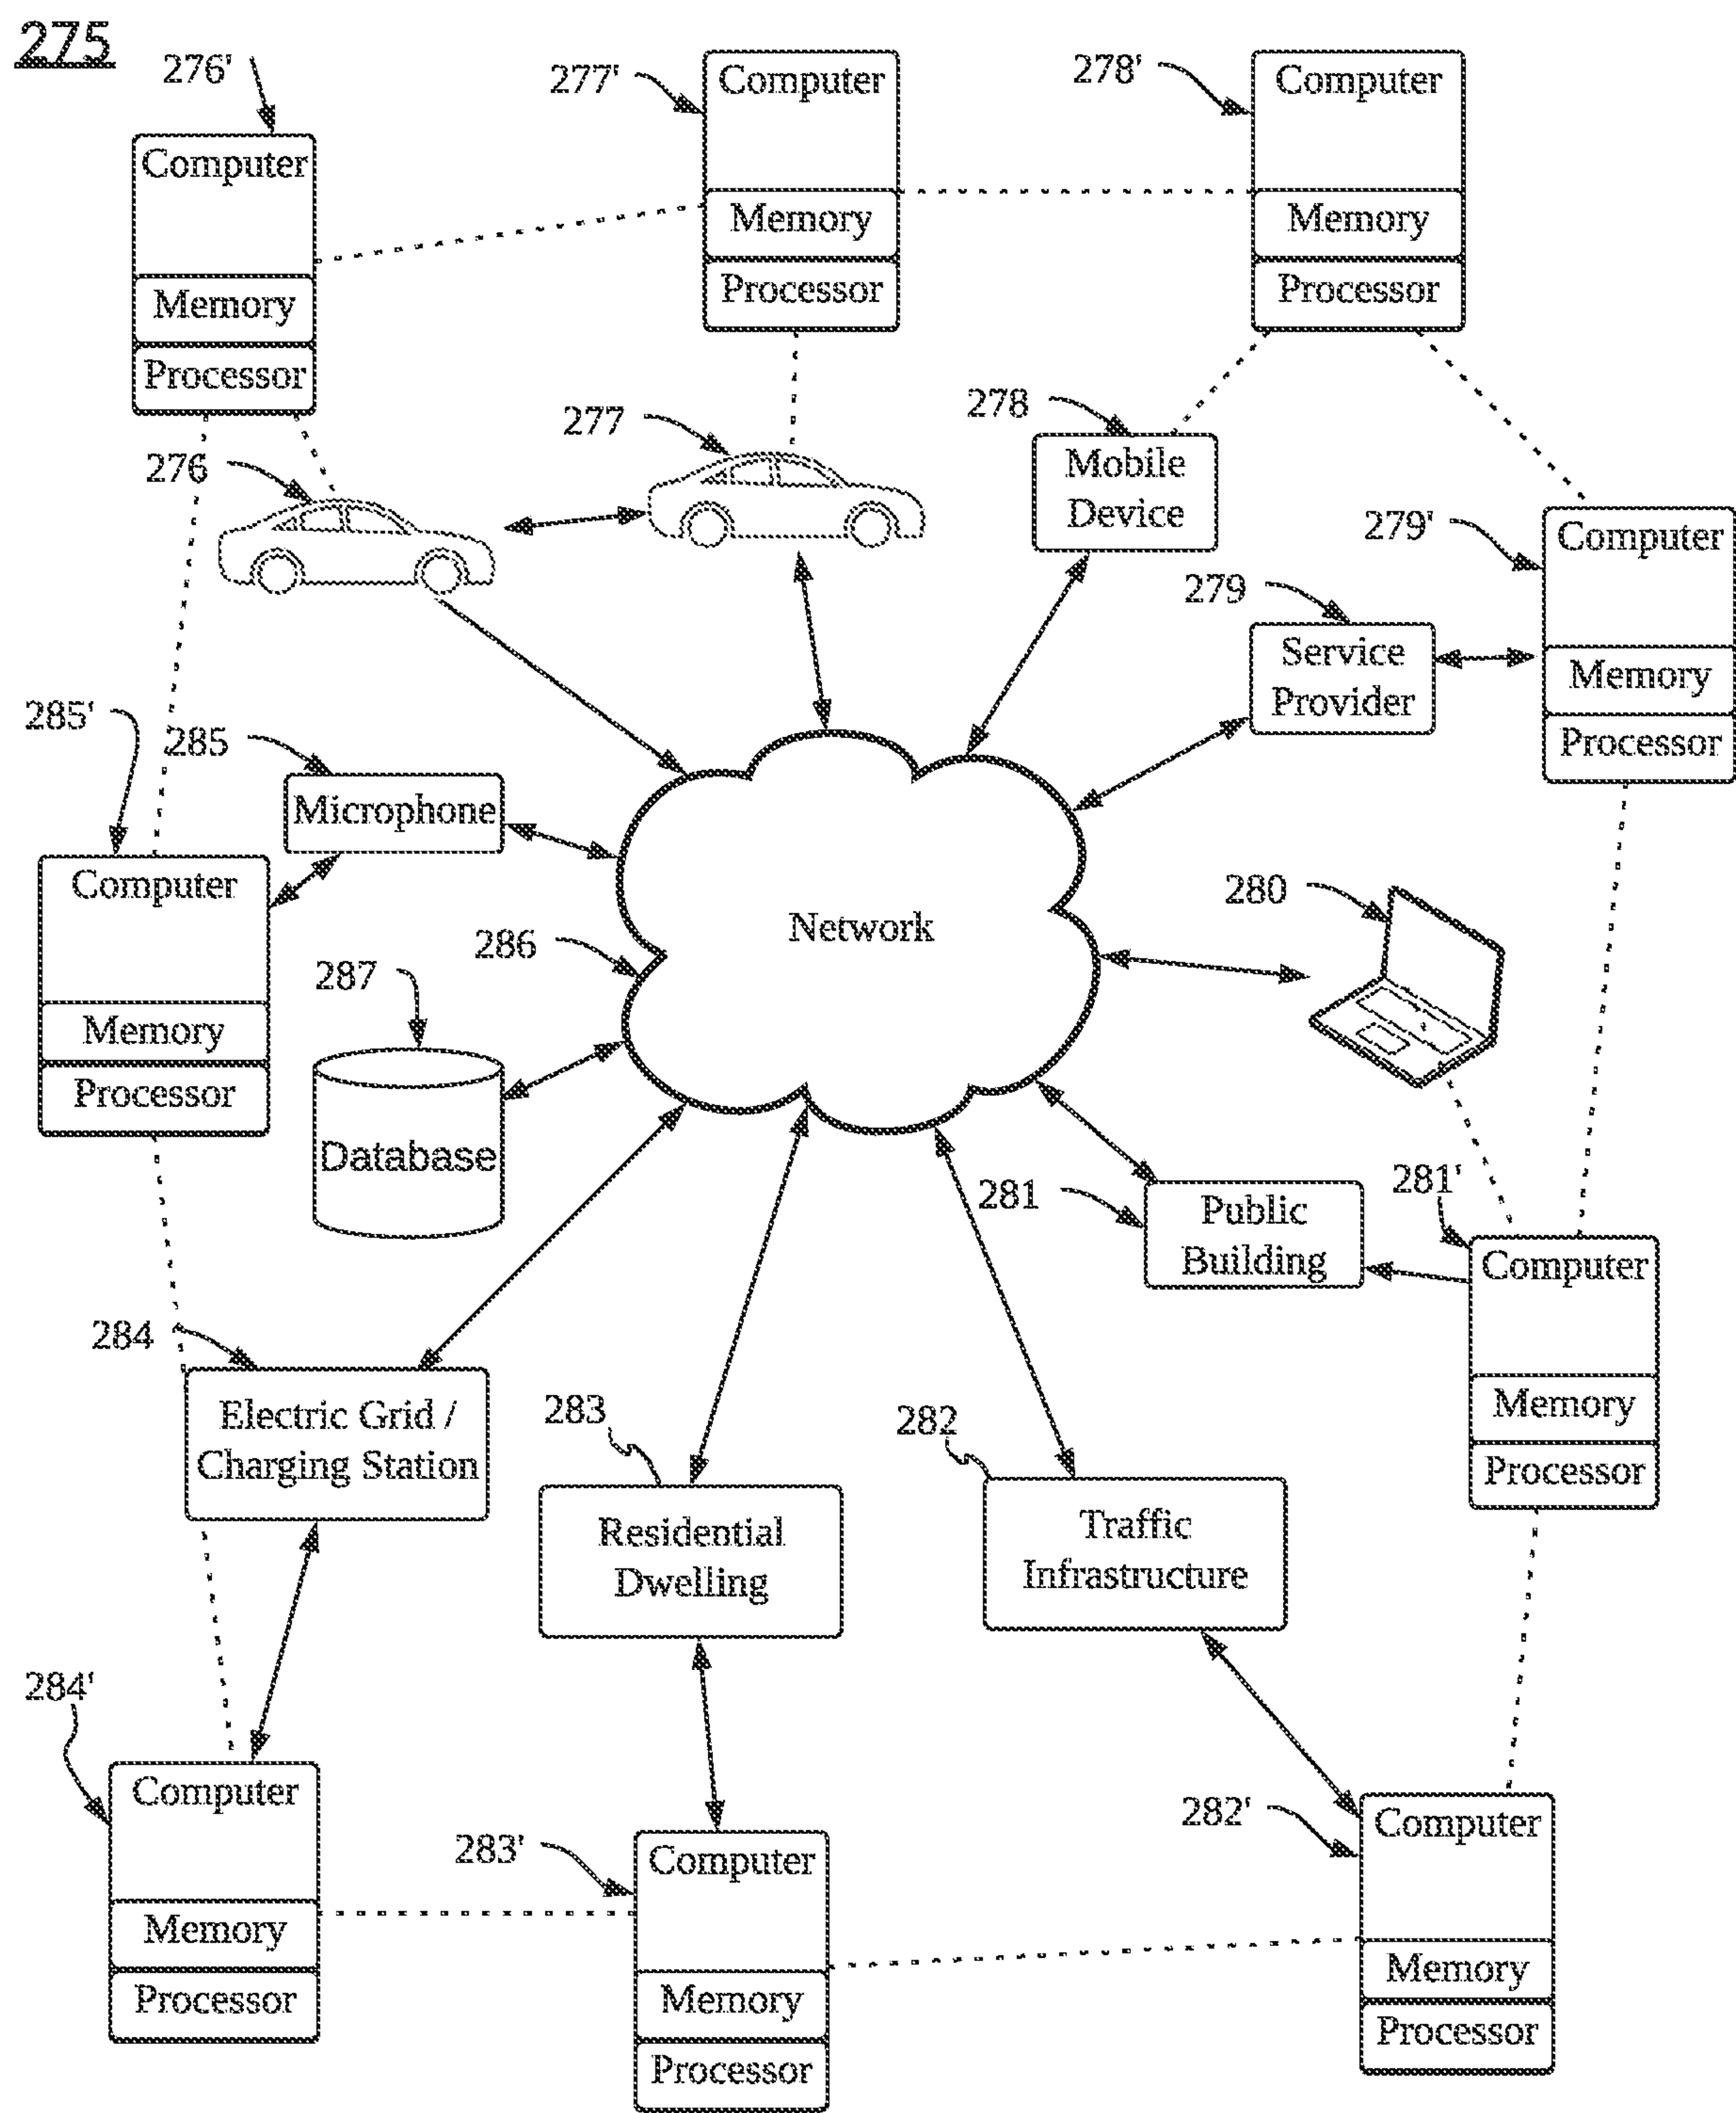 275
276'
277'
278'
Computer
Memory
Processor
Computer
Memory
Processor
Computer
Memory
Processor
276
277
278
Mobile
Device
279'
Computer
Memory
Processor
279
Service
Provider
285'
285
Microphone
Computer
Memory
Processor
Network
286
287
Database
280
281
Public
Building
281'
Computer
Memory
Processor
284
Electric Grid /
Charging Station
283
Residential
Dwelling
282
Traffic
Infrastructure
284'
Computer
Memory
Processor
283'
Computer
Memory
Processor
282'
Computer
Memory
Processor